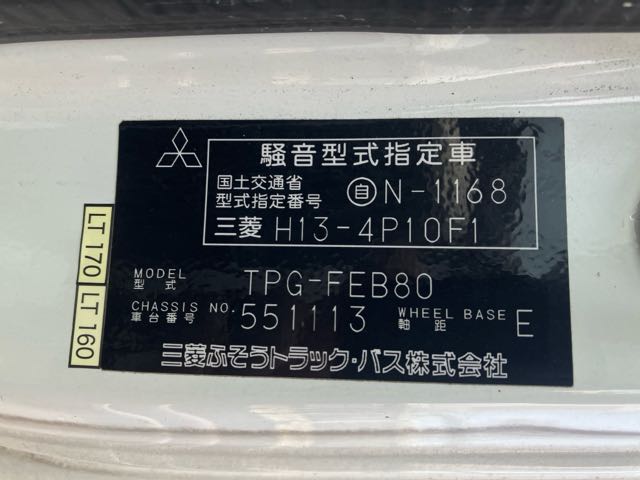 騒音型式指定車
国土交通省
型式指定番号 自N-1168
三菱 H13-4P10F1
MODEL
型式 TPG-FEB80
CHASSIS NO.
車台番号 551113 WHEEL BASE
軸距 E
三菱ふそうトラック・バス株式会社
LT 170
LT 160